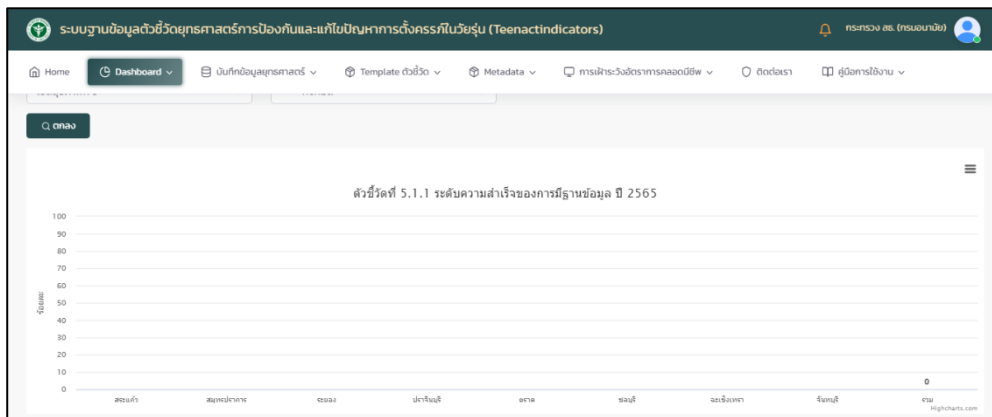 ระบบฐานข้อมูลตัวชี้วัดยุทธศาสตร์การป้องกันและแก้ไขปัญหาการตั้งครรภ์ในวัยรุ่น (Teenactindicators)
กระทรวง สธ. (กรมอนามัย)
Home
Dashboard
บันทึกข้อมูลยุทธศาสตร์
Template ตัวชี้วัด
Metadata
การเฝ้าระวังอัตราการคลอดมีชีพ
ติดต่อเรา
คู่มือการใช้งาน
ตกลง
ตัวชี้วัดที่ 5.1.1 ระดับความสำเร็จของการมีฐานข้อมูล ปี 2565
100
90
80
70
60
50
40
30
20
10
0
ร้อยละ
0
สระแก้ว
สมุทรปราการ
ระยอง
ปราจีนบุรี
ตราด
ชลบุรี
ฉะเชิงเทรา
จันทบุรี
รวม
Highcharts.com